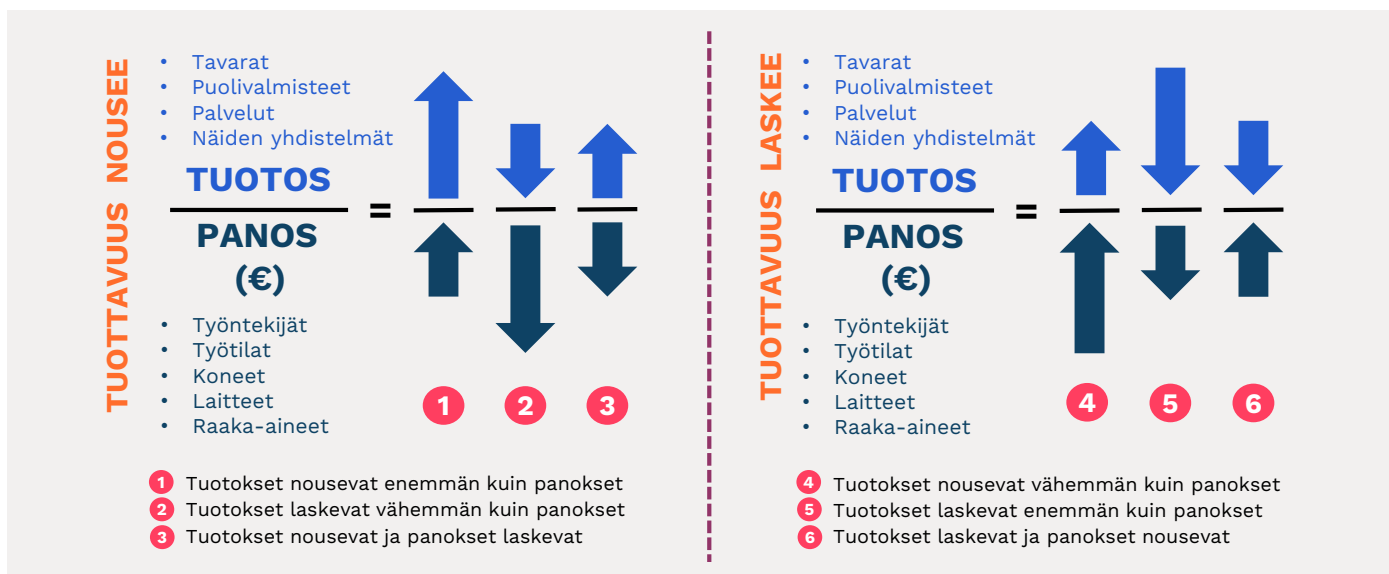 TUOTTAVUUS NOUSEE
• Tavarat
• Puolivalmisteet
• Palvelut
• Näiden yhdistelmät
TUOTOS
=
PANOS
(€)
• Työntekijät
• Työtilat
• Koneet
• Laitteet
• Raaka-aineet
1 2 3
1 Tuotokset nousevat enemmän kuin panokset
2 Tuotokset laskevat vähemmän kuin panokset
3 Tuotokset nousevat ja panokset laskevat
TUOTTAVUUS LASKEE
• Tavarat
• Puolivalmisteet
• Palvelut
• Näiden yhdistelmät
TUOTOS
=
PANOS
(€)
• Työntekijät
• Työtilat
• Koneet
• Laitteet
• Raaka-aineet
4 5 6
4 Tuotokset nousevat vähemmän kuin panokset
5 Tuotokset laskevat enemmän kuin panokset
6 Tuotokset laskevat ja panokset nousevat